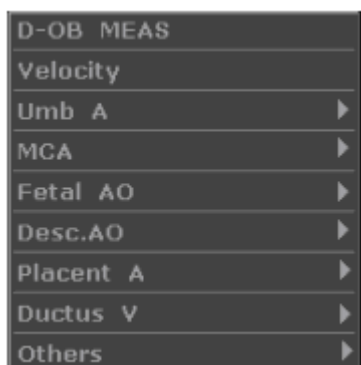 D-OB MEAS
Velocity
Umb A
MCA
Fetal AO
Desc.AO
Placent A
Ductus V
Others